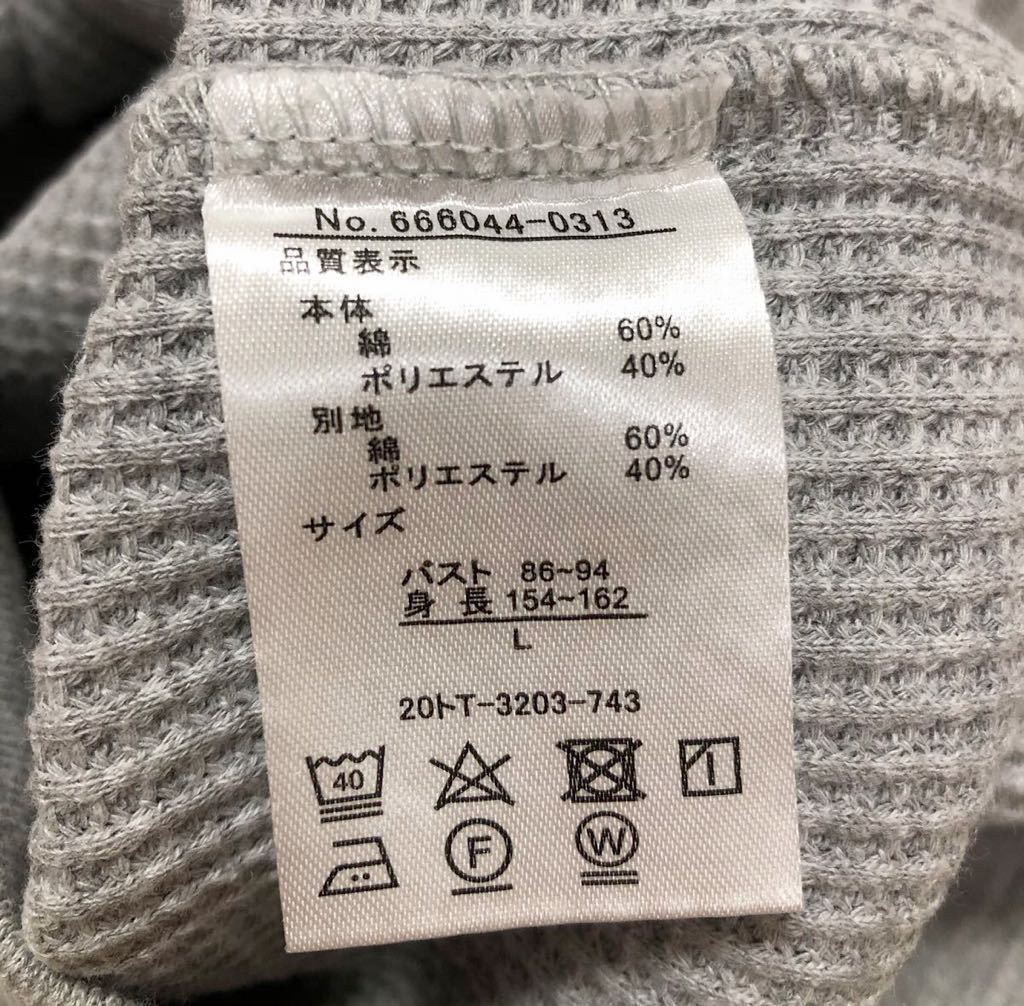 No. 666044-0313
品質表示
本体
綿 60%
ポリエステル 40%
別地
綿 60%
ポリエステル 40%
サイズ
バスト 86~94
身 長 154~162
L
20トT-3203-743
40
F W